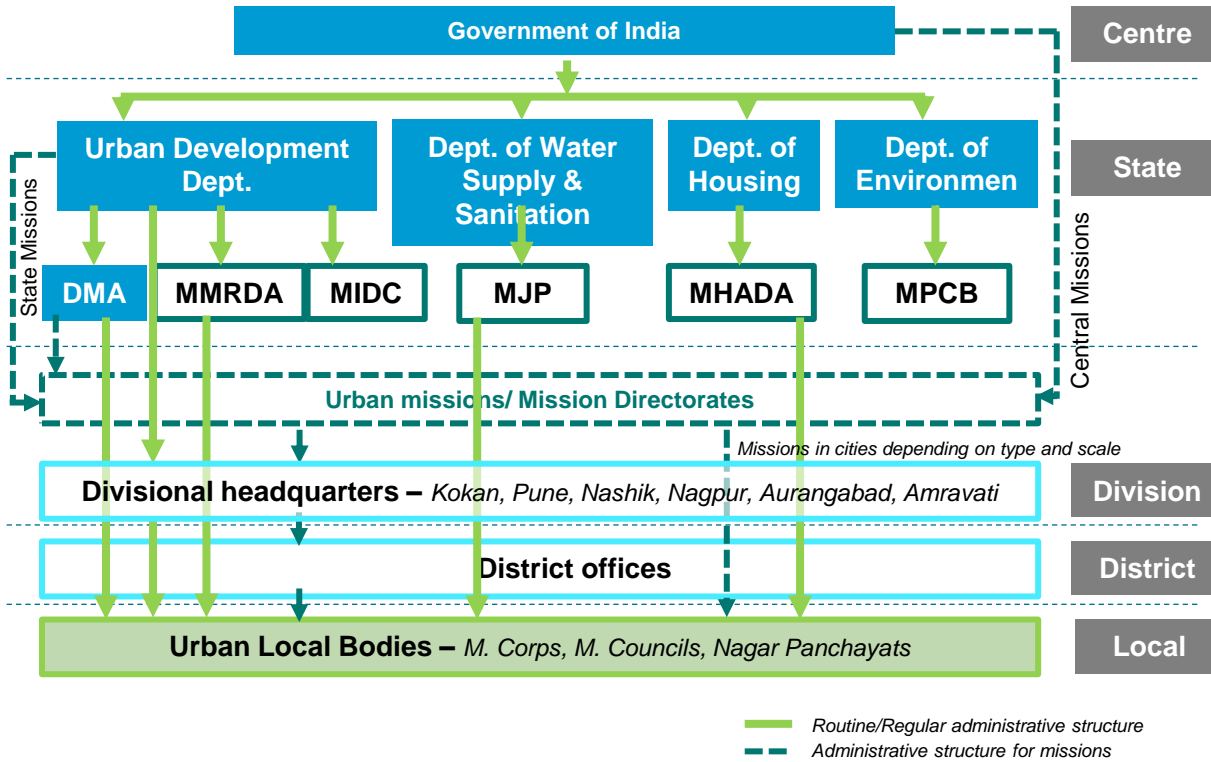 Government of India
Centre
Urban Development
Dept.
Dept. of Water
Supply &
Sanitation
Dept. of
Housing
Dept. of
Environmen
State
State Missions
Central Missions
DMA
MMRDA
MIDC
MJP
MHADA
MPCB
Urban missions/ Mission Directorates
Missions in cities depending on type and scale
Divisional headquarters – Kokan, Pune, Nashik, Nagpur, Aurangabad, Amravati
Division
District offices
District
Urban Local Bodies – M. Corps, M. Councils, Nagar Panchayats
Local
Routine/Regular administrative structure
Administrative structure for missions